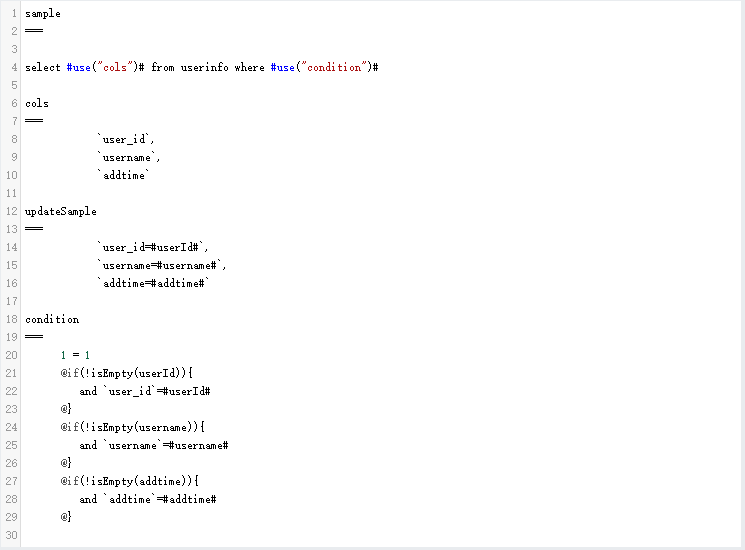 1 sample
2 ===
3
4 select #use("cols")# from userinfo where #use("condition")#
5
6 cols
7 ===
8 `user_id`,
9 `username`,
10 `addtime`
11
12 updateSample
13 ===
14 `user_id=#userId#`,
15 `username=#username#`,
16 `addtime=#addtime#`
17
18 condition
19 ===
20 1 = 1
21 @if(!isEmpty(userId)){
22 and `user_id`=#userId#
23 @}
24 @if(!isEmpty(username)){
25 and `username`=#username#
26 @}
27 @if(!isEmpty(addtime)){
28 and `addtime`=#addtime#
29 @}
30